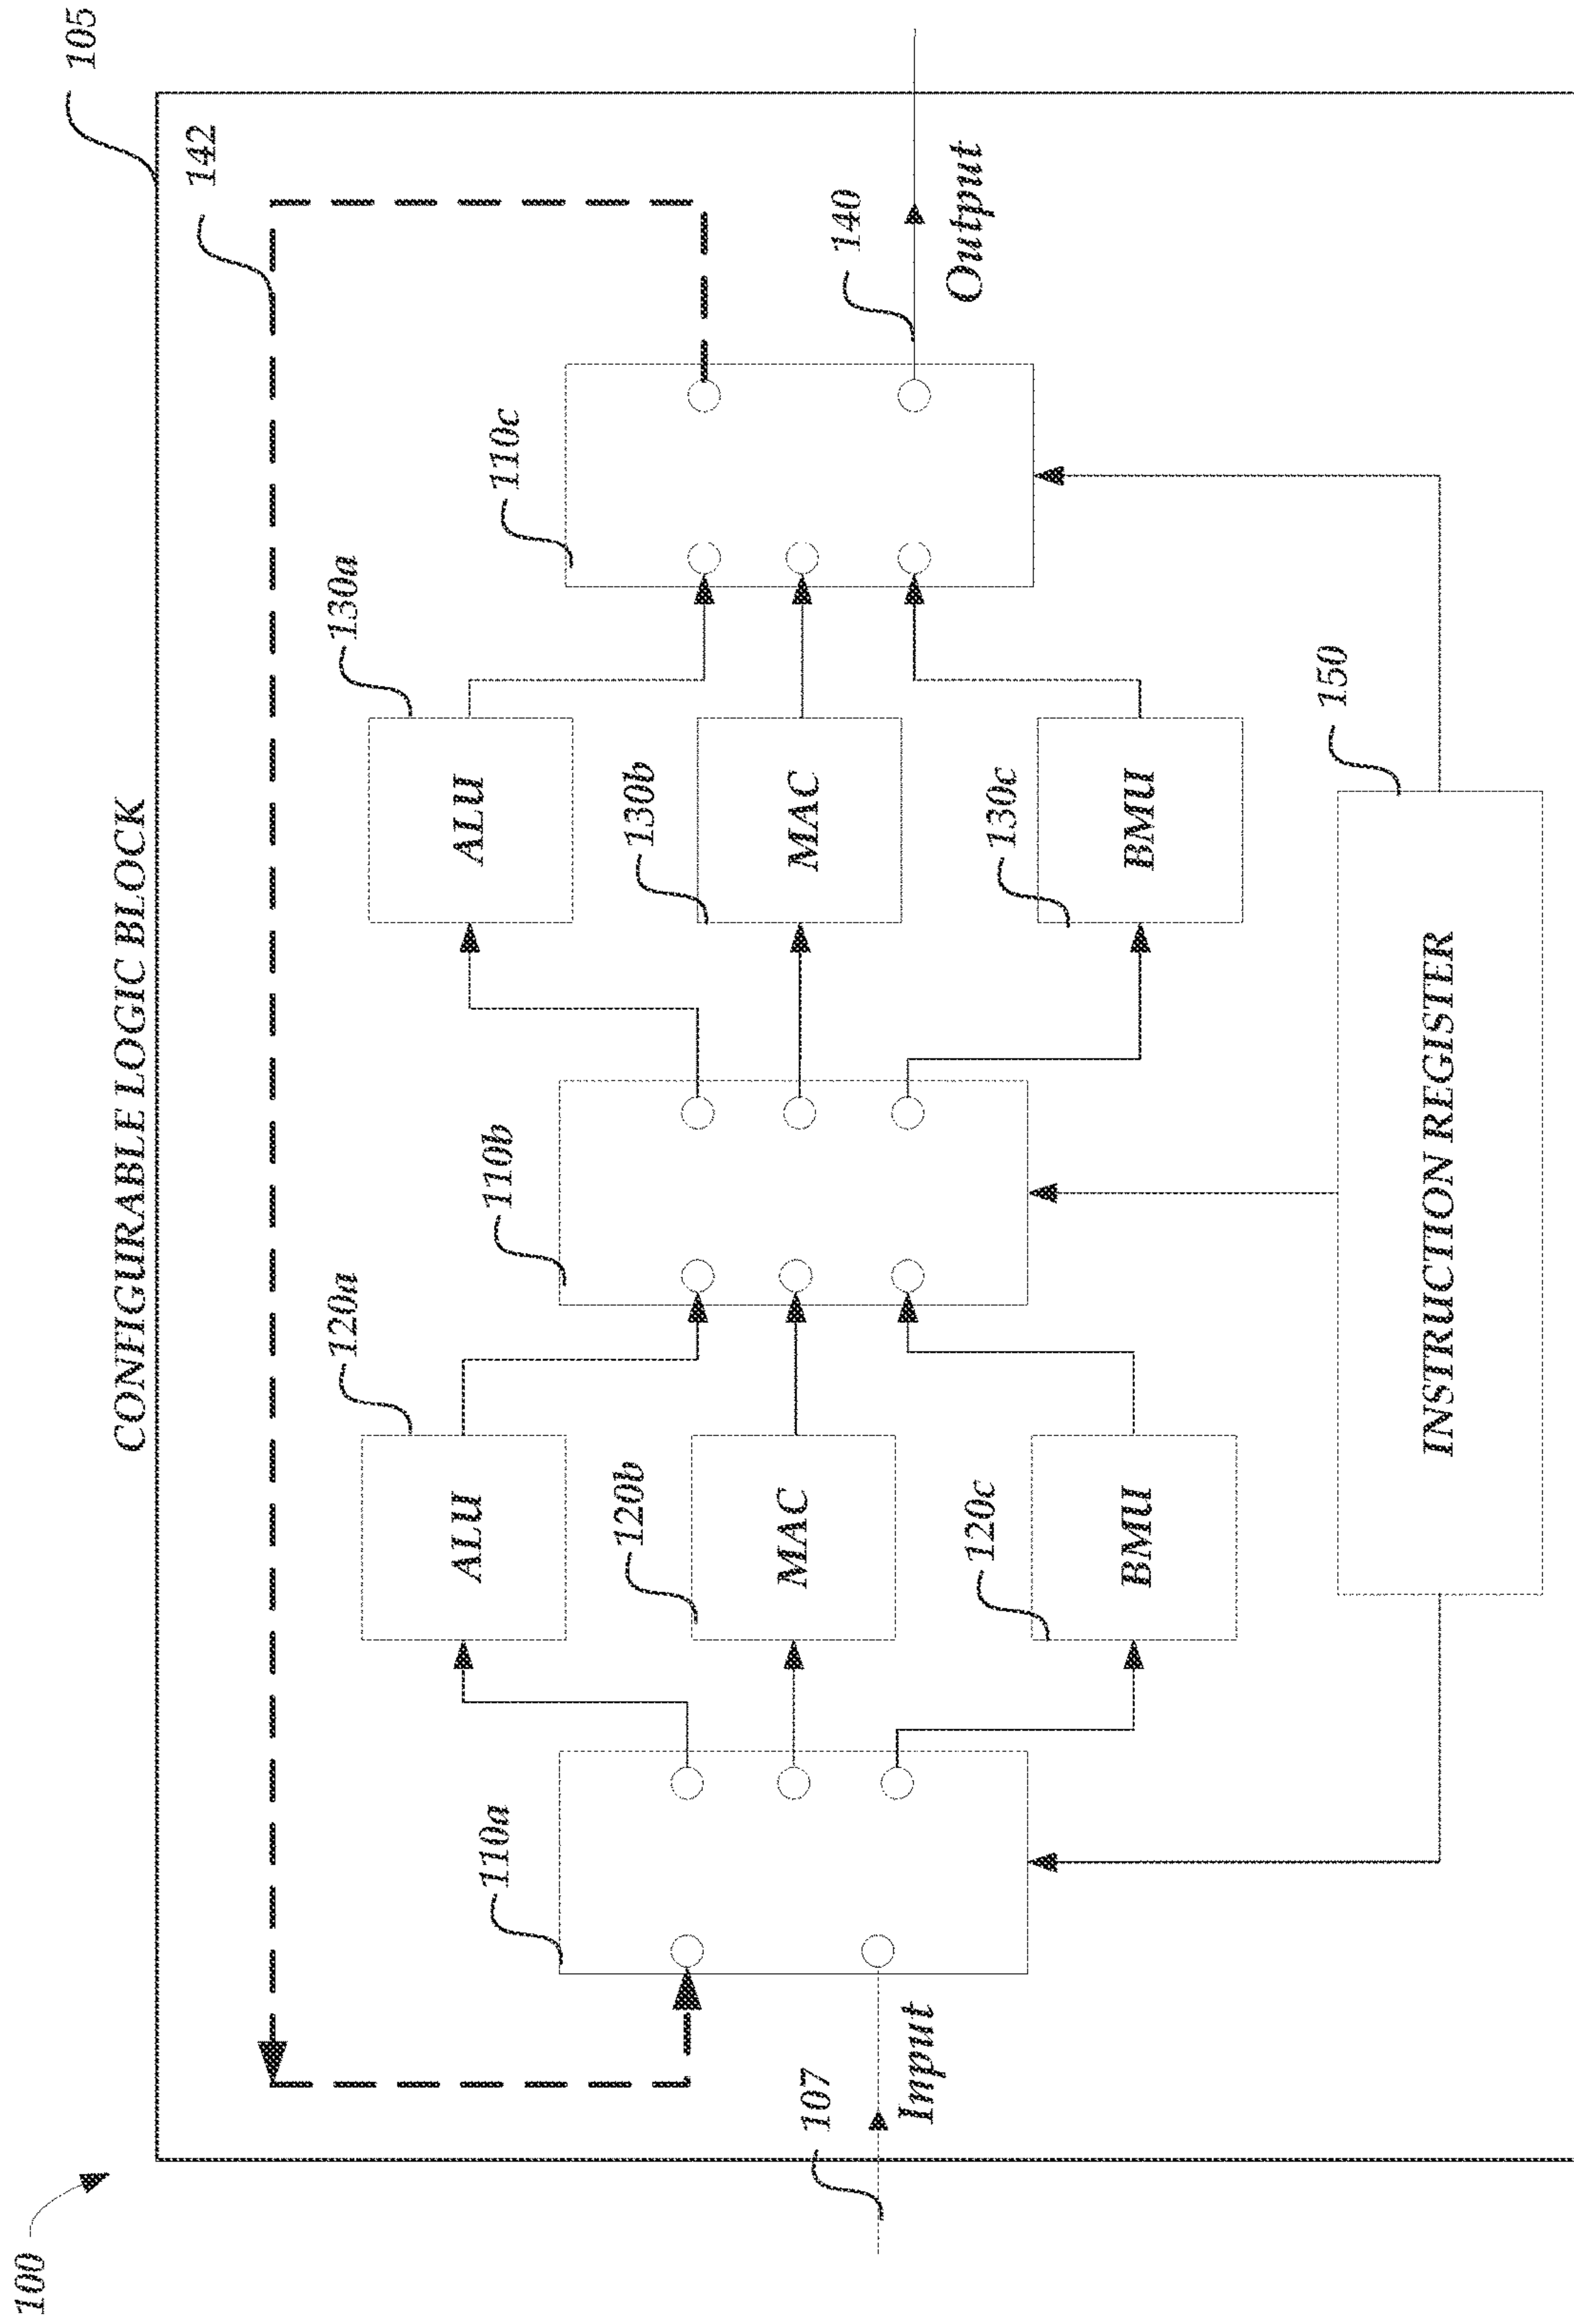 CONFIGURABLE LOGIC BLOCK
100
105
142
110a
120a
110b
130a
110c
ALU
ALU
120b
130b
107
140
Input
MAC
MAC
Output
120c
130c
BMU
BMU
150
INSTRUCTION REGISTER